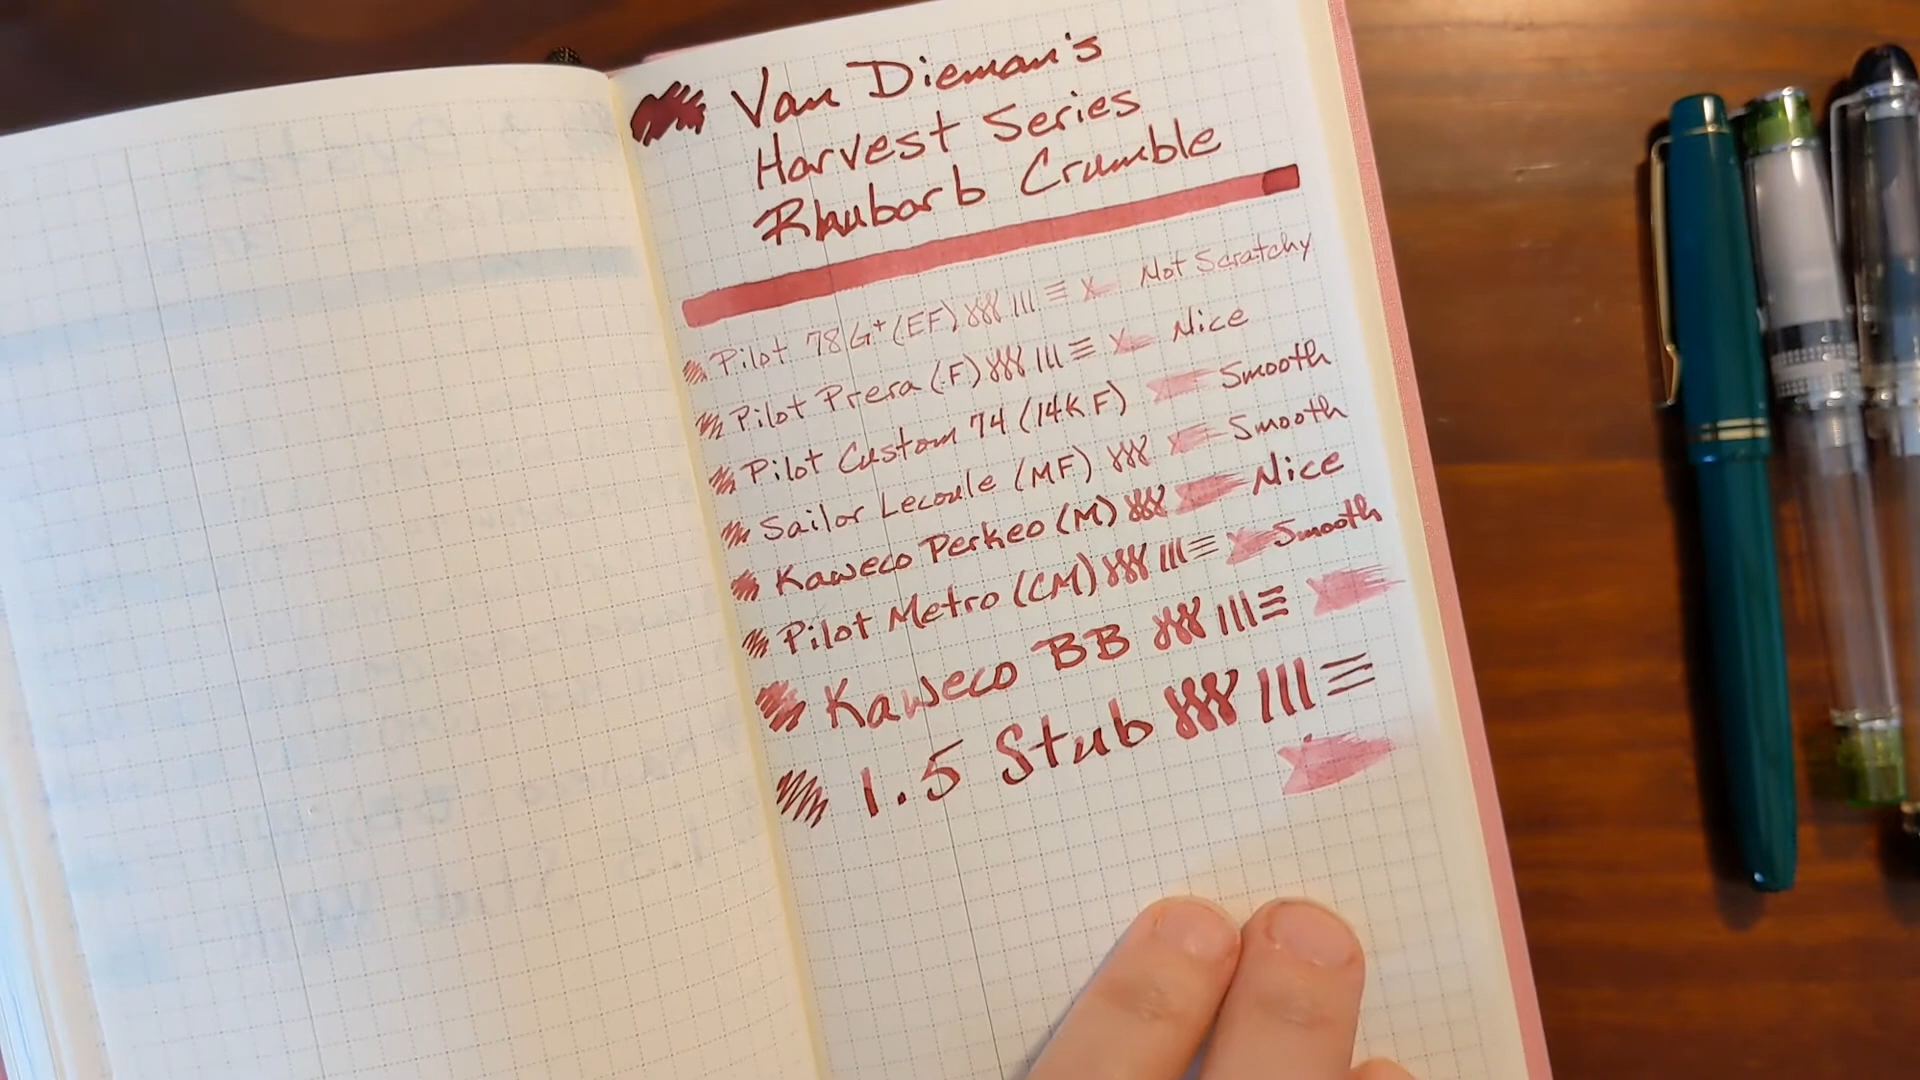 Van Dieman's
Harvest Series
Rhubarb Crumble
Pilot 78G+ (EF) Not Scratchy
Pilot Prera (F) Nice
Pilot Custom 74 (14K F) Smooth
Sailor Lecoule (MF) Smooth
Kaweco Perkeo (M) Nice
Pilot Metro (CM) Smooth
Kaweco BB
1.5 Stub